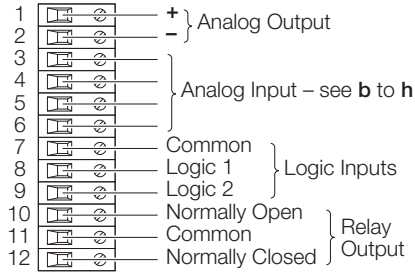 1 +
Analog Output
2 –
3
4
Analog Input – see b to h
5
6
7 Common
8 Logic 1 Logic Inputs
9 Logic 2
10 Normally Open
11 Common Relay
Output
12 Normally Closed